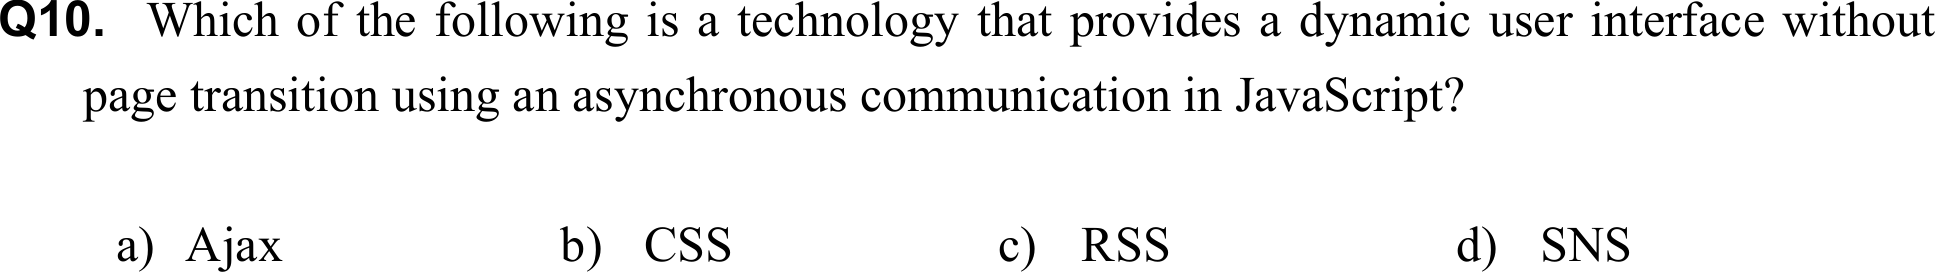 Q10. Which of the following is a technology that provides a dynamic user interface without
page transition using an asynchronous communication in JavaScript?
a) Ajax b) CSS c) RSS d) SNS